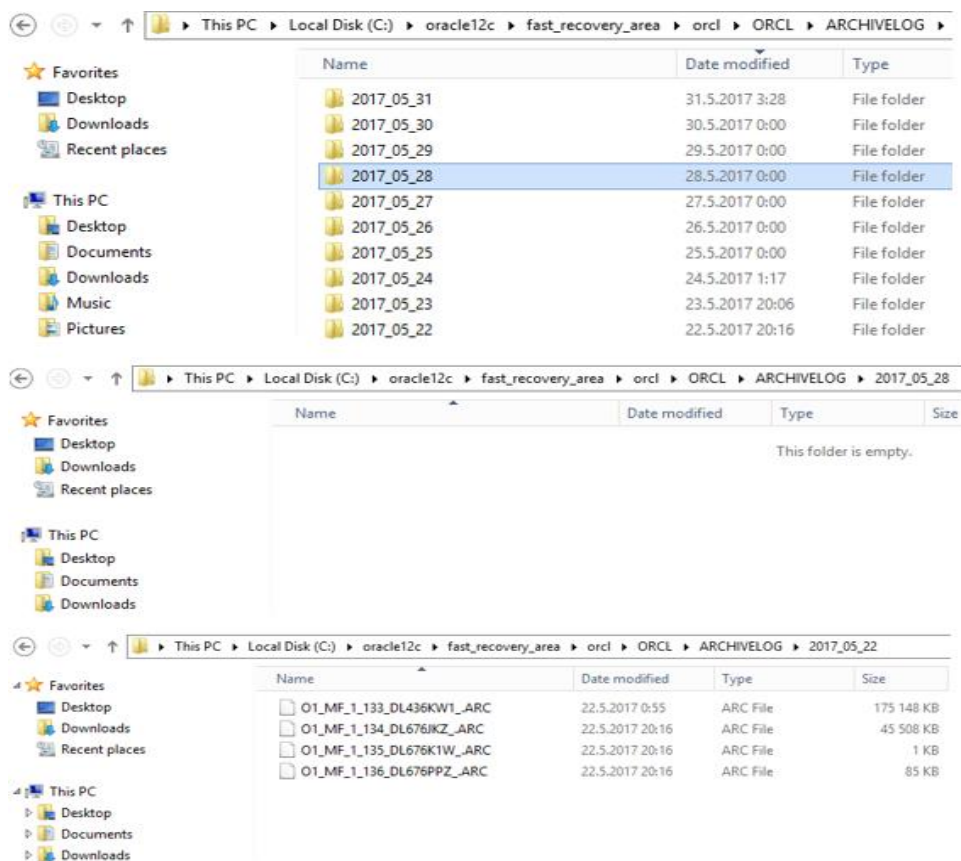 This PC ▸ Local Disk (C:) ▸ oracle12c ▸ fast_recovery_area ▸ orcl ▸ ORCL ▸ ARCHIVELOG ▸
Favorites
Desktop
Downloads
Recent places
This PC
Desktop
Documents
Downloads
Music
Pictures
Name Date modified Type
2017_05_31 31.5.2017 3:28 File folder
2017_05_30 30.5.2017 0:00 File folder
2017_05_29 29.5.2017 0:00 File folder
2017_05_28 28.5.2017 0:00 File folder
2017_05_27 27.5.2017 0:00 File folder
2017_05_26 26.5.2017 0:00 File folder
2017_05_25 25.5.2017 0:00 File folder
2017_05_24 24.5.2017 1:17 File folder
2017_05_23 23.5.2017 20:06 File folder
2017_05_22 22.5.2017 20:16 File folder
This PC ▸ Local Disk (C:) ▸ oracle12c ▸ fast_recovery_area ▸ orcl ▸ ORCL ▸ ARCHIVELOG ▸ 2017_05_28
Favorites
Desktop
Downloads
Recent places
This PC
Desktop
Documents
Downloads
Name Date modified Type Size
This folder is empty.
This PC ▸ Local Disk (C:) ▸ oracle12c ▸ fast_recovery_area ▸ orcl ▸ ORCL ▸ ARCHIVELOG ▸ 2017_05_22
Favorites
Desktop
Downloads
Recent places
This PC
Desktop
Documents
Downloads
Name Date modified Type Size
O1_MF_1_133_DL436KW1_.ARC 22.5.2017 0:55 ARC File 175 148 KB
O1_MF_1_134_DL676JKZ_.ARC 22.5.2017 20:16 ARC File 45 508 KB
O1_MF_1_135_DL676K1W_.ARC 22.5.2017 20:16 ARC File 1 KB
O1_MF_1_136_DL676PPZ_.ARC 22.5.2017 20:16 ARC File 85 KB